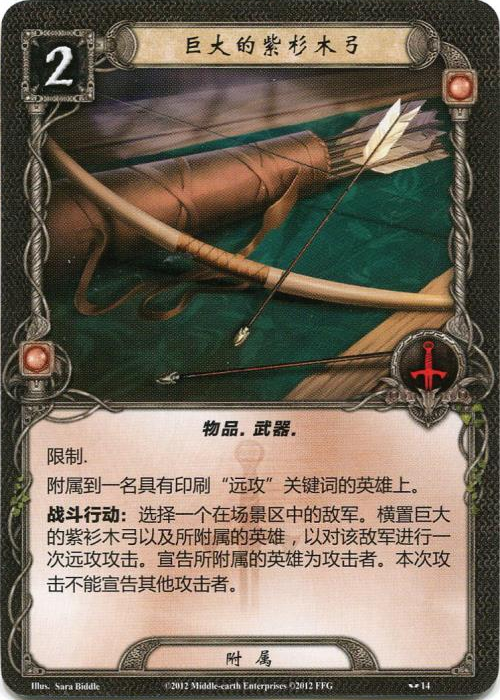 2
巨大的紫杉木弓
物品. 武器.
限制.
附属到一名具有印刷“远攻”关键词的英雄上。
战斗行动：选择一个在场景区中的敌军。横置巨大
的紫衫木弓以及所附属的英雄，以对该敌军进行一
次远攻攻击。宣告所附属的英雄为攻击者。本次攻
击不能宣告其他攻击者。
附属
Illus. Sara Biddle
©2012 Middle-earth Enterprises ©2012 FFG
14